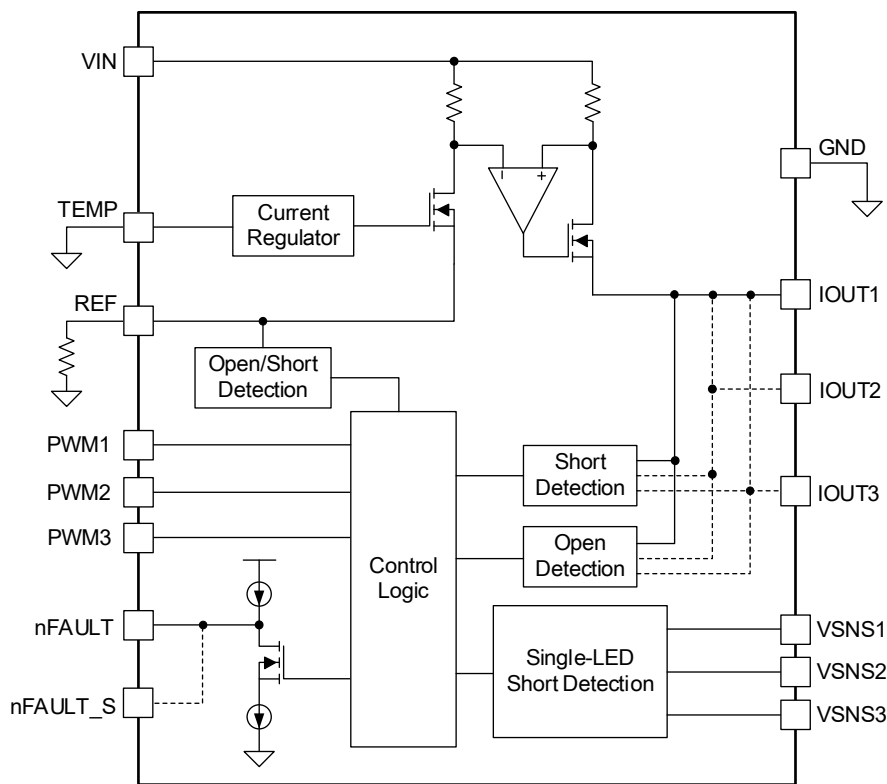 VIN
GND
TEMP
Current
Regulator
REF
IOUT1
Open/Short
Detection
IOUT2
PWM1
Short
Detection
PWM2
IOUT3
PWM3
Open
Detection
Control
Logic
nFAULT
VSNS1
Single-LED
Short Detection
VSNS2
nFAULT_S
VSNS3